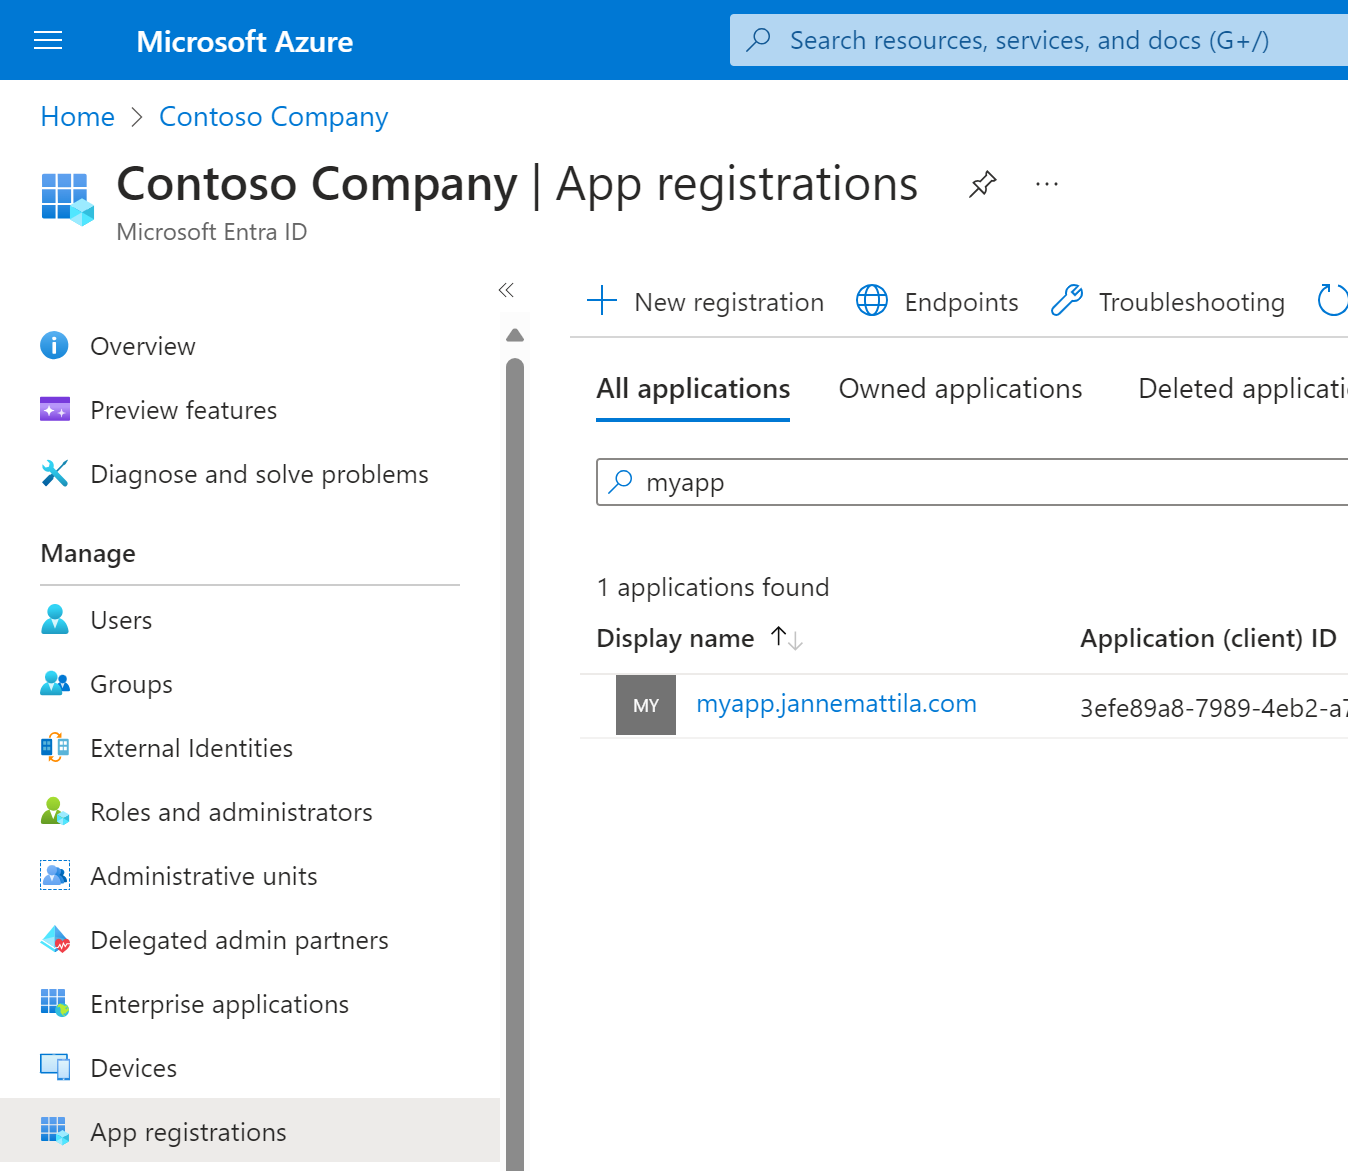 Microsoft Azure
Search resources, services, and docs (G+/)
Home > Contoso Company
Contoso Company | App registrations
Microsoft Entra ID
Overview
Preview features
Diagnose and solve problems
Manage
Users
Groups
External Identities
Roles and administrators
Administrative units
Delegated admin partners
Enterprise applications
Devices
App registrations
New registration
Endpoints
Troubleshooting
All applications
Owned applications
Deleted applicati
myapp
1 applications found
Display name
Application (client) ID
MY
myapp.jannemattila.com
3efe89a8-7989-4eb2-a7